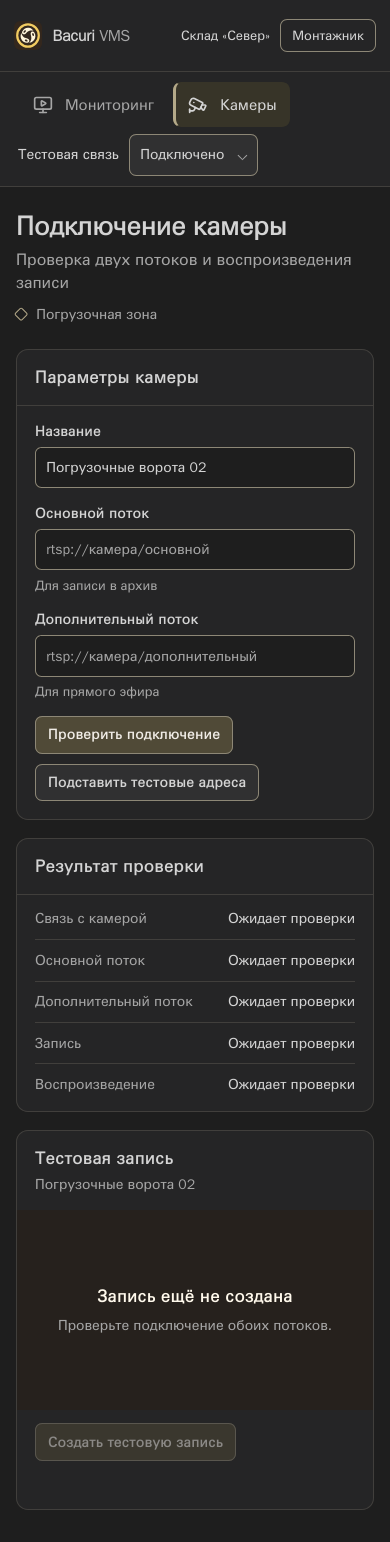 Bacuri VMS
Склад «Север»
Монтажник
Мониторинг
Камеры
Тестовая связь
Подключено
Подключение камеры
Проверка двух потоков и воспроизведения
записи
Погрузочная зона
Параметры камеры
Название
Погрузочные ворота 02
Основной поток
rtsp://камера/основной
Для записи в архив
Дополнительный поток
rtsp://камера/дополнительный
Для прямого эфира
Проверить подключение
Подставить тестовые адреса
Результат проверки
Связь с камерой Ожидает проверки
Основной поток Ожидает проверки
Дополнительный поток Ожидает проверки
Запись Ожидает проверки
Воспроизведение Ожидает проверки
Тестовая запись
Погрузочные ворота 02
Запись ещё не создана
Проверьте подключение обоих потоков.
Создать тестовую запись